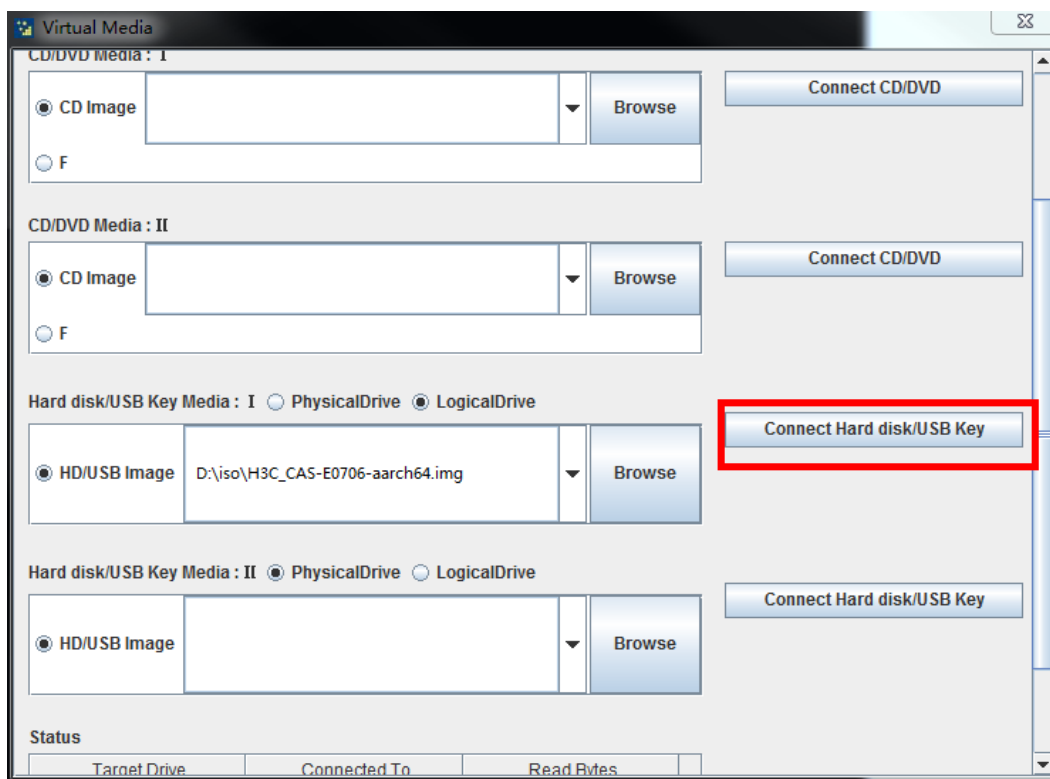 Virtual Media
CD/DVD Media : I
CD Image
Browse
Connect CD/DVD
F
CD/DVD Media : II
CD Image
Browse
Connect CD/DVD
F
Hard disk/USB Key Media : I PhysicalDrive LogicalDrive
Connect Hard disk/USB Key
HD/USB Image D:\iso\H3C_CAS-E0706-aarch64.img Browse
Hard disk/USB Key Media : II PhysicalDrive LogicalDrive
Connect Hard disk/USB Key
HD/USB Image Browse
Status
Target Drive Connected To Read Bytes